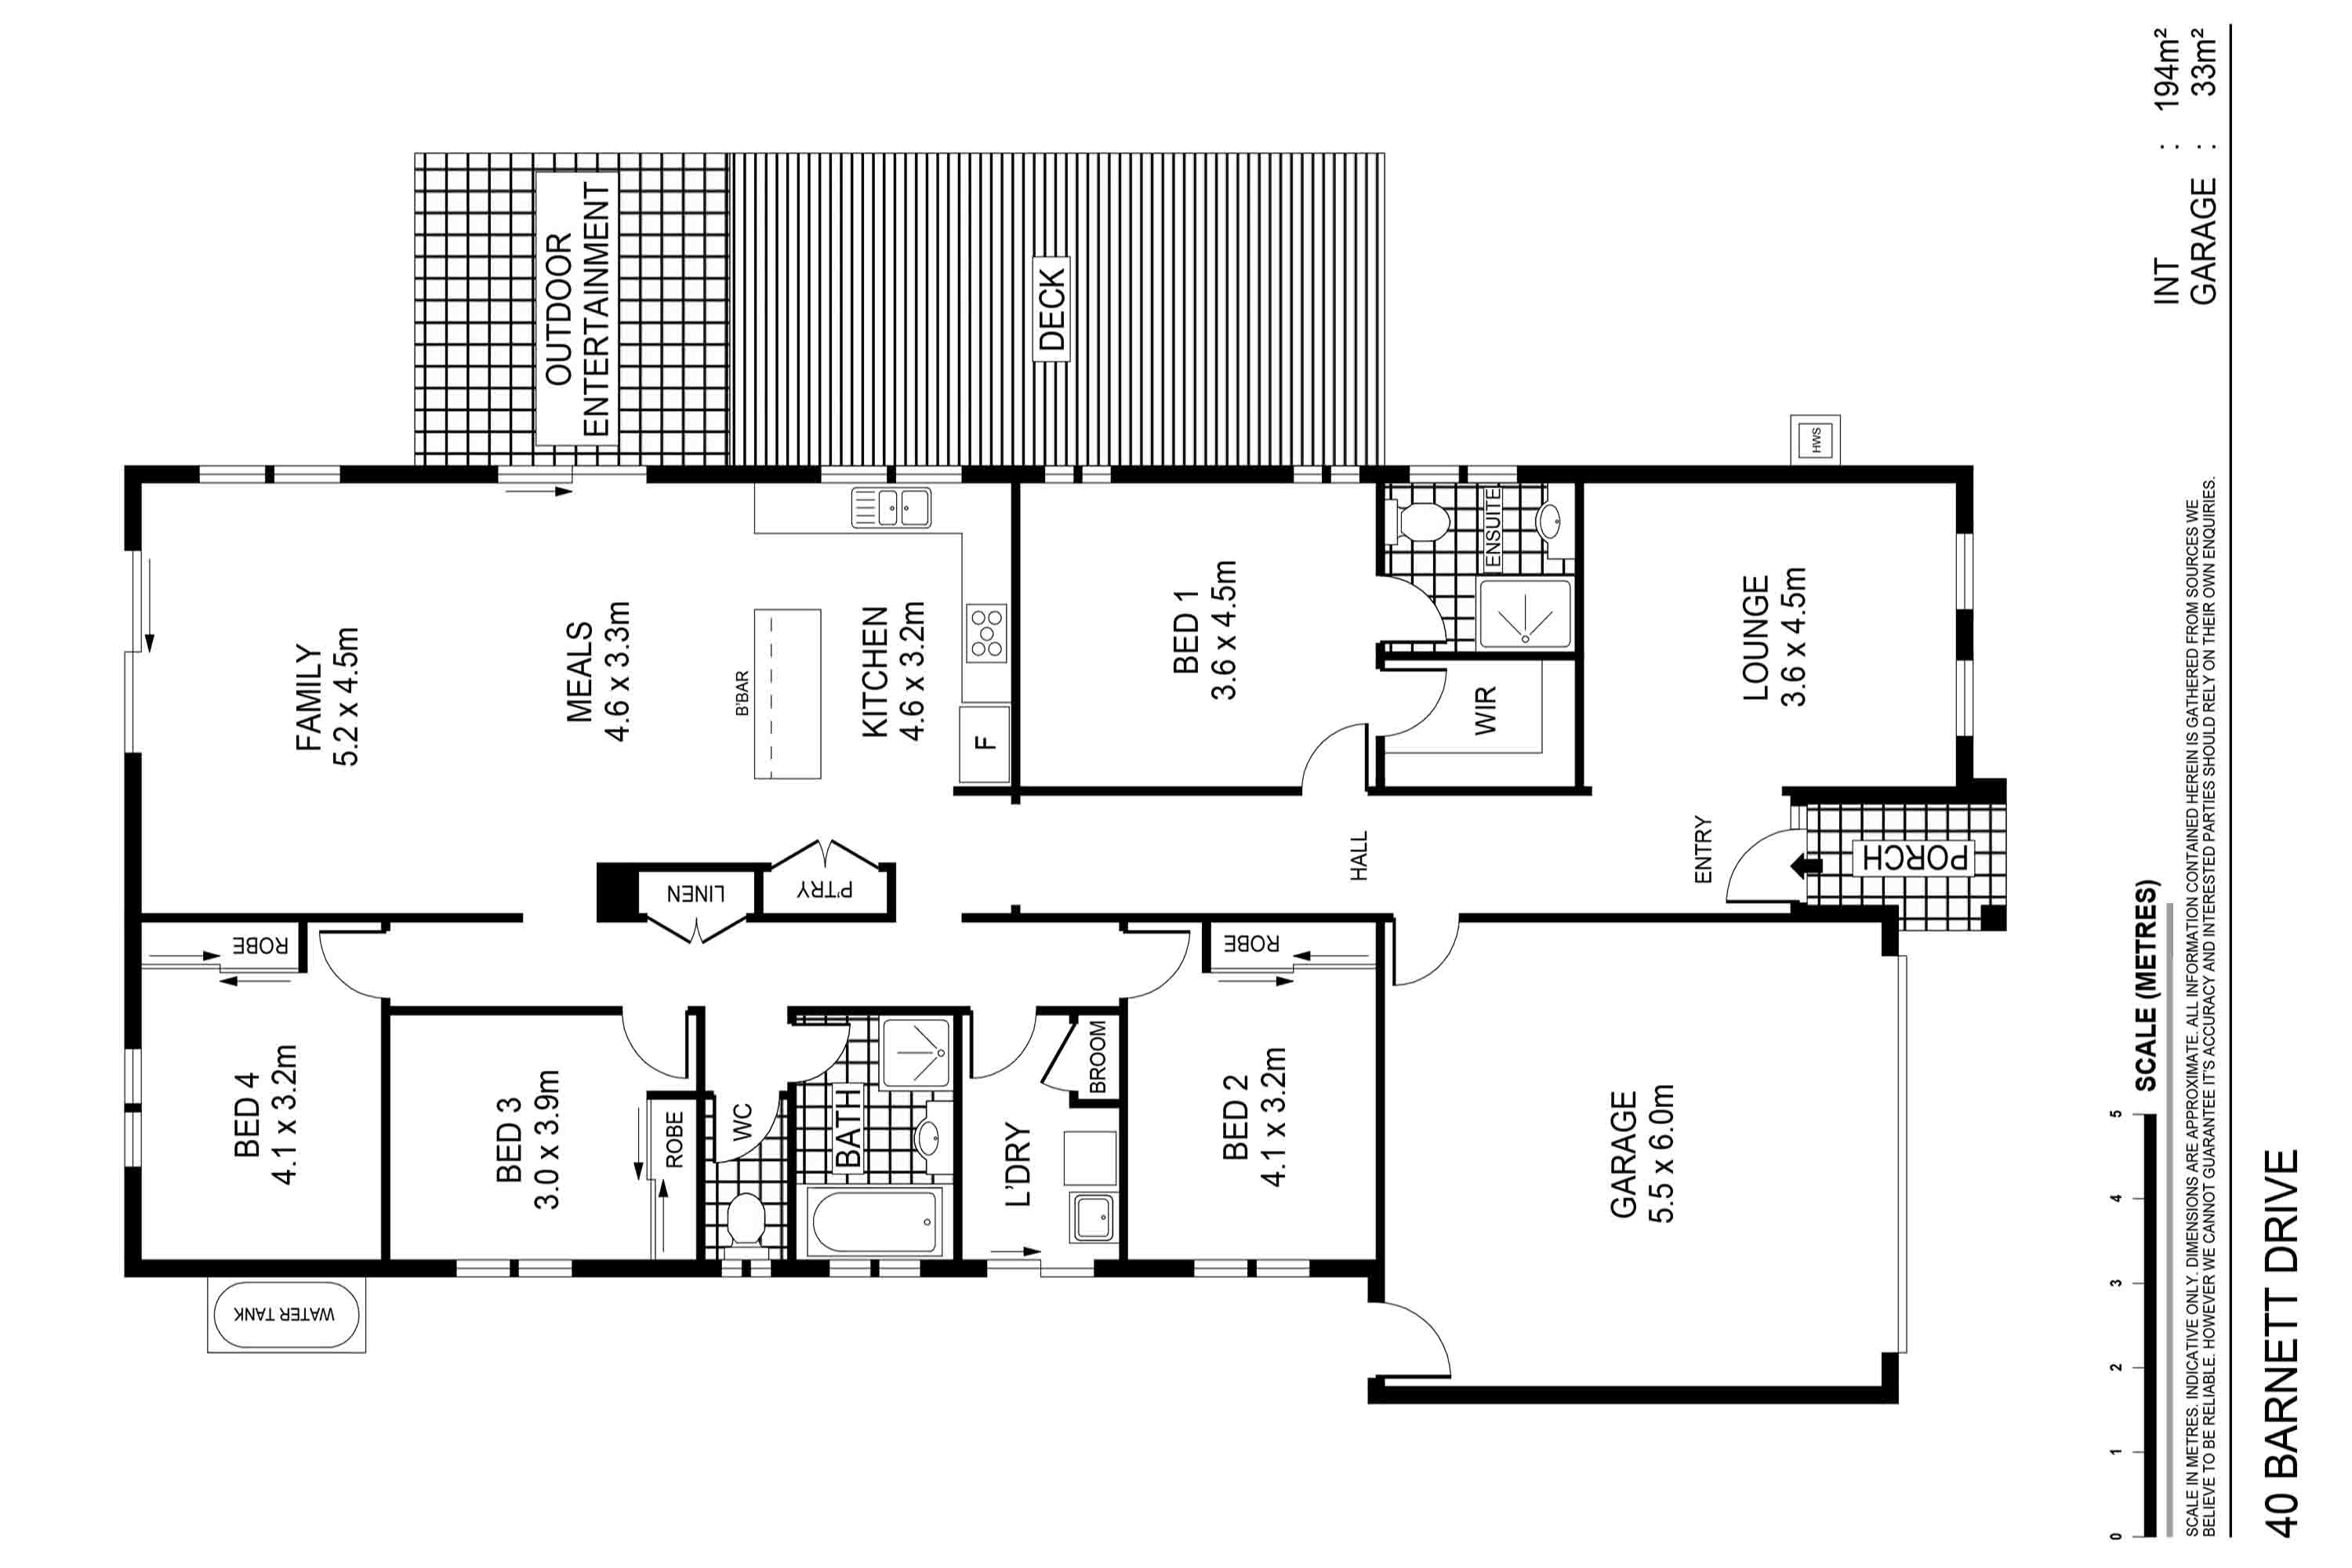 OUTDOOR
ENTERTAINMENT
DECK
FAMILY
5.2 x 4.5m
MEALS
4.6 x 3.3m
B'BAR
KITCHEN
4.6 x 3.2m
F
BED 1
3.6 x 4.5m
ENSUITE
WIR
LOUNGE
3.6 x 4.5m
HWS
LINEN
P'TRY
HALL
ENTRY
PORCH
ROBE
BED 4
4.1 x 3.2m
BED 3
3.0 x 3.9m
ROBE
WC
BATH
L'DRY
BROOM
ROBE
BED 2
4.1 x 3.2m
GARAGE
5.5 x 6.0m
WATER TANK
INT : 194m²
GARAGE : 33m²
0 1 2 3 4 5
SCALE (METRES)
SCALE IN METRES. INDICATIVE ONLY. DIMENSIONS ARE APPROXIMATE. ALL INFORMATION CONTAINED HEREIN IS GATHERED FROM SOURCES WE
BELIEVE TO BE RELIABLE. HOWEVER WE CANNOT GUARANTEE IT'S ACCURACY AND INTERESTED PARTIES SHOULD RELY ON THEIR OWN ENQUIRIES.
40 BARNETT DRIVE